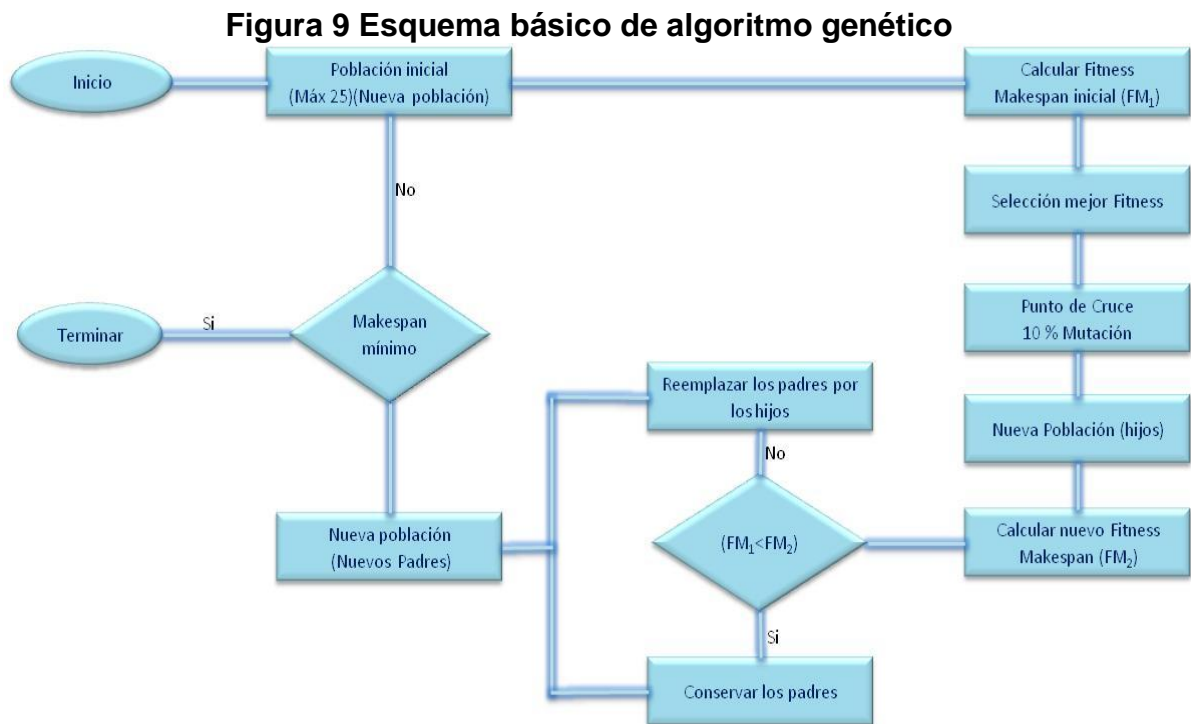 Figura 9 Esquema básico de algoritmo genético
Inicio
Población inicial
(Máx 25)(Nueva población)
Calcular Fitness
Makespan inicial (FM₁)
No
Selección mejor Fitness
Punto de Cruce
10 % Mutación
Terminar
Si
Makespan
mínimo
Reemplazar los padres por
los hijos
Nueva Población (hijos)
No
Nueva población
(Nuevos Padres)
(FM₁<FM₂)
Calcular nuevo Fitness
Makespan (FM₂)
Si
Conservar los padres